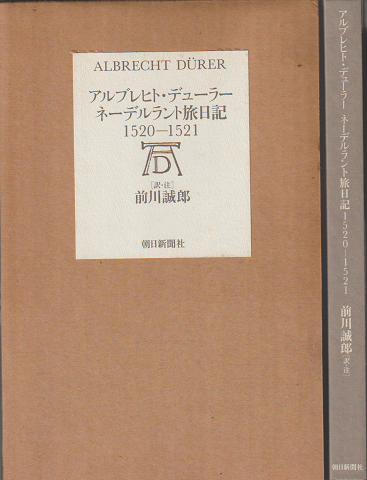 ALBRECHT DÜRER
アルブレヒト・デューラー
ネーデルラント旅日記
1520—1521
AD
[訳・注]
前川誠郎
朝日新聞社
アルブレヒト・デューラー ネーデルラント旅日記 1520—1521 前川誠郎 [訳・注]
朝日新聞社